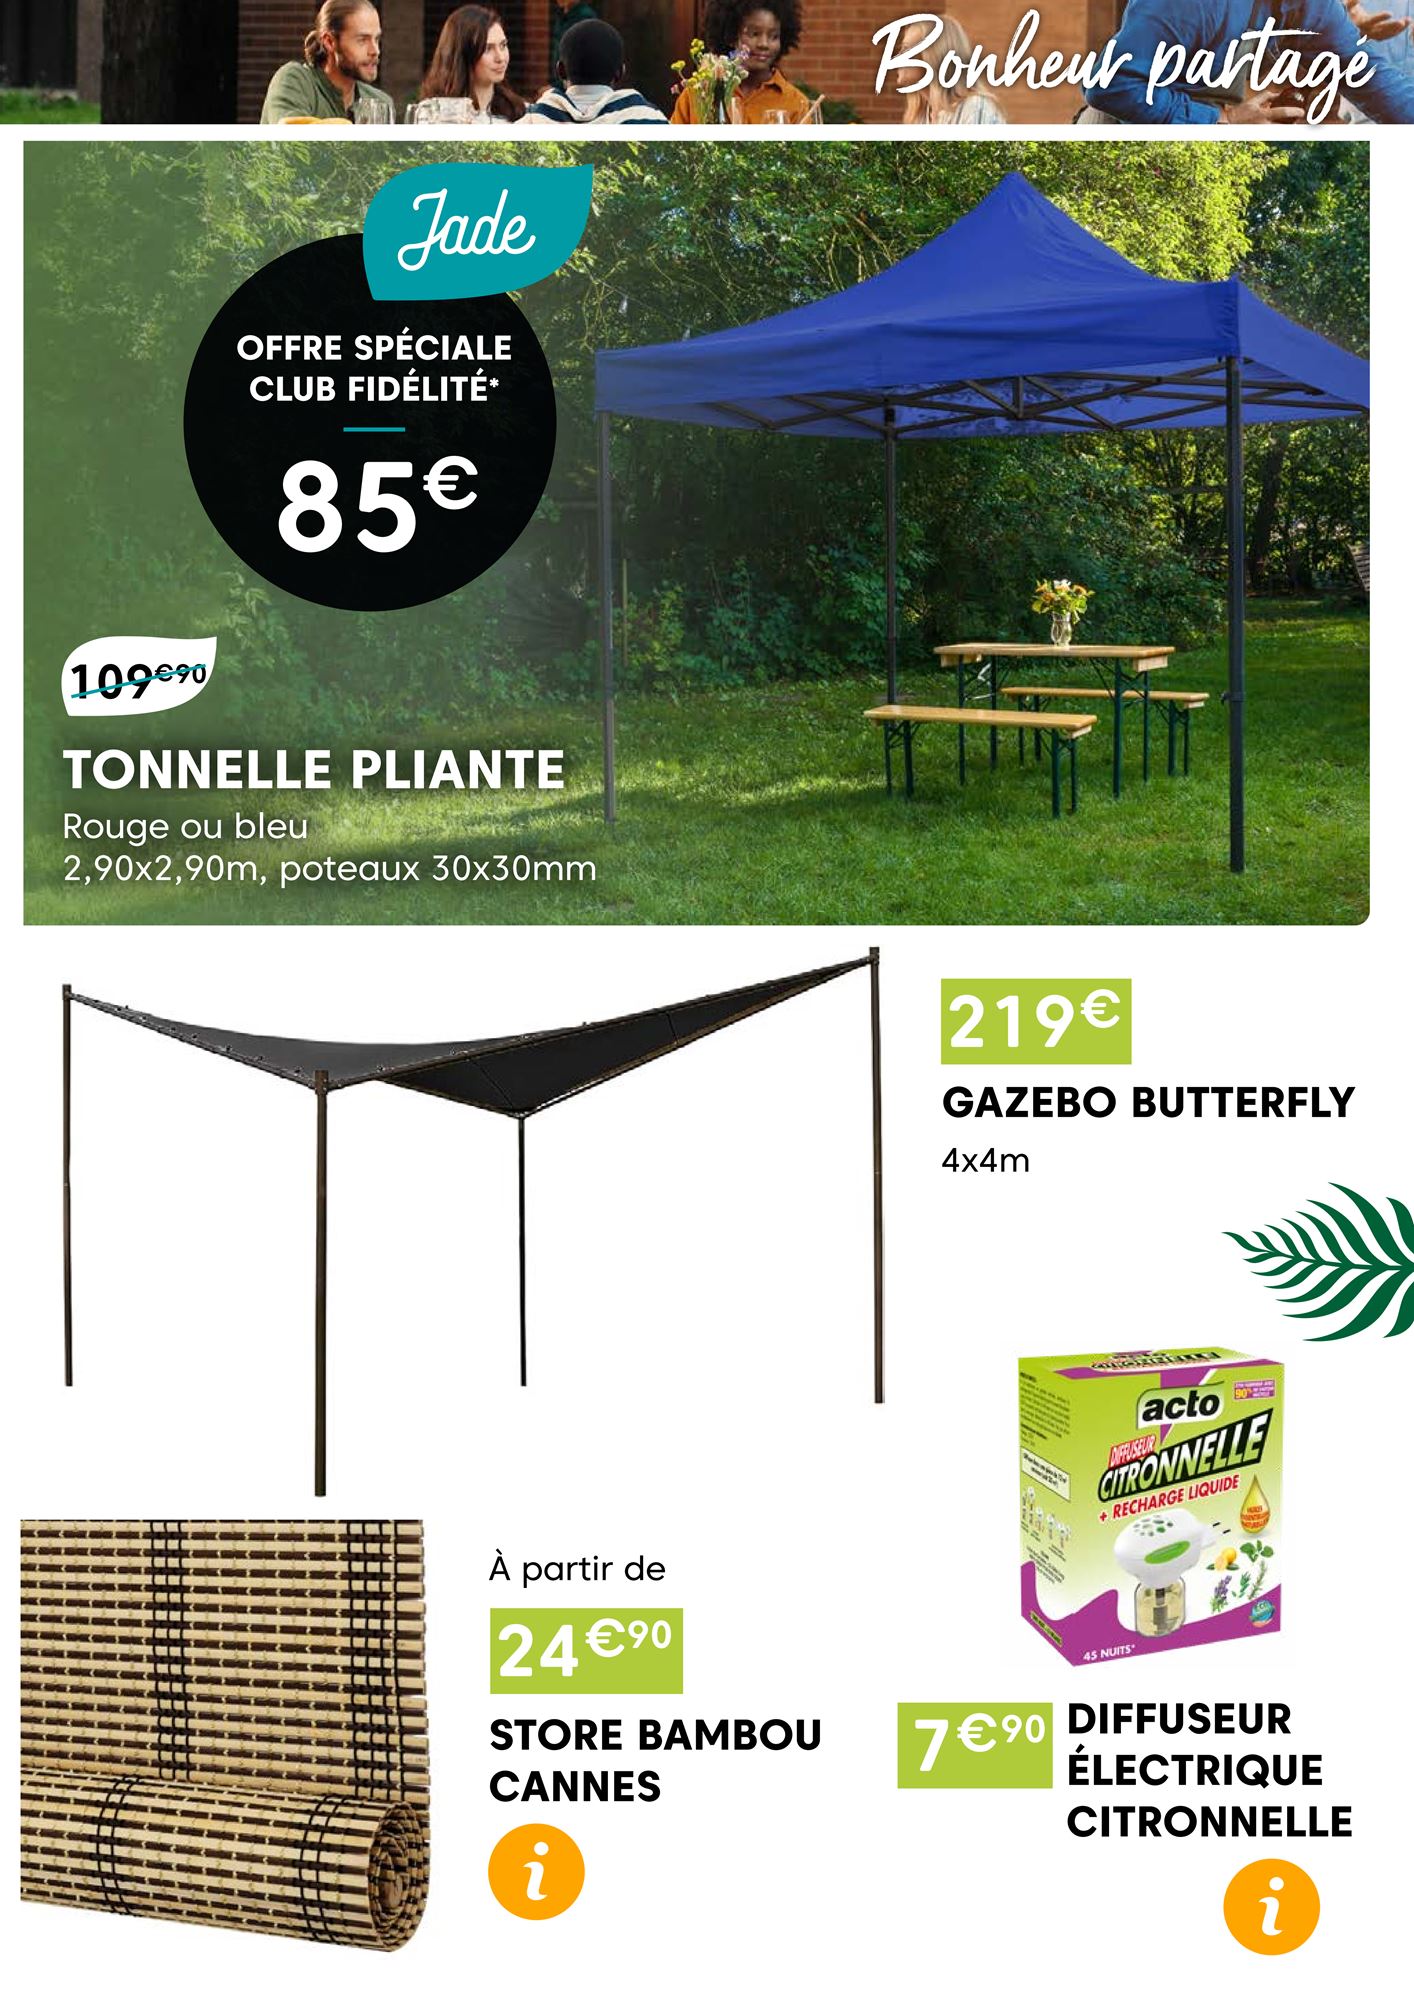 Bonheur partagé
Jade
OFFRE SPÉCIALE
CLUB FIDÉLITÉ*
85€
109€90
TONNELLE PLIANTE
Rouge ou bleu
2,90x2,90m, poteaux 30x30mm
219€
GAZEBO BUTTERFLY
4x4m
acto
DIFFUSEUR
CITRONNELLE
+ RECHARGE LIQUIDE
90%
45 NUITS*
À partir de
24€90
STORE BAMBOU
CANNES
i
7€90
DIFFUSEUR
ÉLECTRIQUE
CITRONNELLE
i